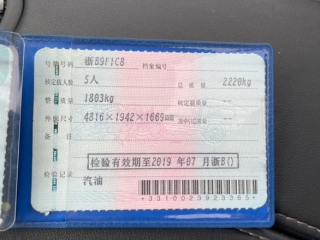 号牌号码 浙B9F1C8 档案编号
核定载人数 5人 总质量 2220kg
整备质量 1803kg 核定载质量 --
外廓尺寸 4816×1942×1669mm 准牵引总质量 --
检验有效期至2019年07月浙B()
检验记录
汽油
*3310023923365*